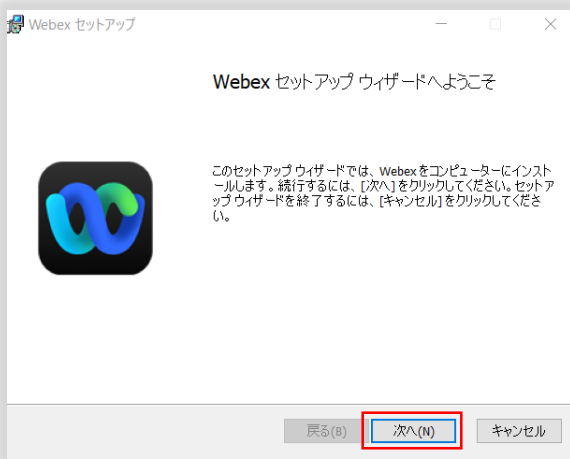 Webex セットアップ
Webex セットアップ ウィザードへようこそ
このセットアップ ウィザードでは、Webexをコンピューターにインスト
ールします。続行するには、[次へ] をクリックしてください。セットア
ップ ウィザードを終了するには、[キャンセル] をクリックしてくださ
い。
戻る(B)
次へ(N)
キャンセル